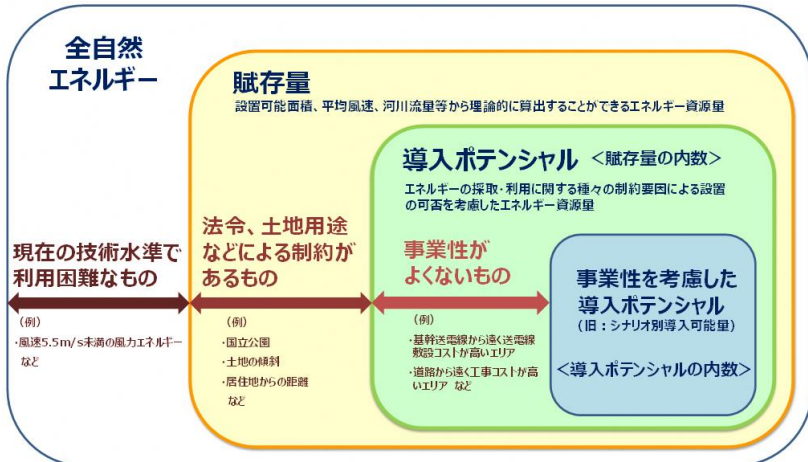 全自然
エネルギー
賦存量
設置可能面積、平均風速、河川流量等から理論的に算出することができるエネルギー資源量
導入ポテンシャル <賦存量の内数>
エネルギーの採取・利用に関する種々の制約要因による設置
の可否を考慮したエネルギー資源量
現在の技術水準で
利用困難なもの
(例)
・風速5.5m/s未満の風力エネルギー
など
法令、土地用途
などによる制約が
あるもの
(例)
・国立公園
・土地の傾斜
・居住地からの距離
など
事業性が
よくないもの
(例)
・基幹送電線から遠く送電線
敷設コストが高いエリア
・道路から遠く工事コストが高
いエリア など
事業性を考慮した
導入ポテンシャル
(旧：シナリオ別導入可能量)
<導入ポテンシャルの内数>